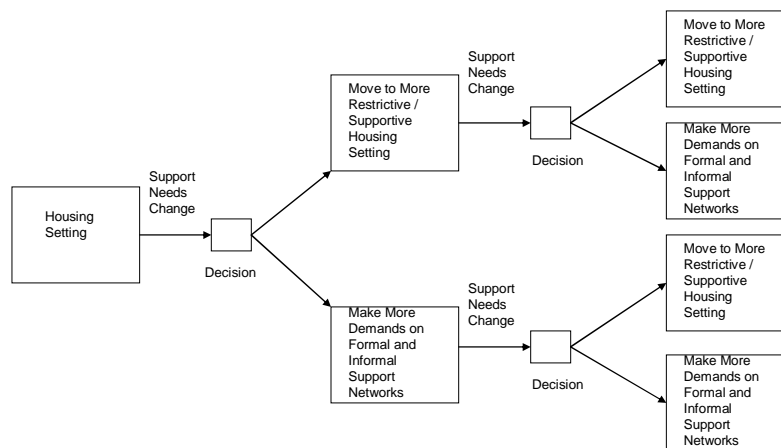 Housing
Setting
Support
Needs
Change
Decision
Move to More
Restrictive /
Supportive
Housing
Setting
Support
Needs
Change
Decision
Move to More
Restrictive /
Supportive
Housing
Setting
Make More
Demands on
Formal and
Informal
Support
Networks
Make More
Demands on
Formal and
Informal
Support
Networks
Support
Needs
Change
Decision
Move to More
Restrictive /
Supportive
Housing
Setting
Make More
Demands on
Formal and
Informal
Support
Networks